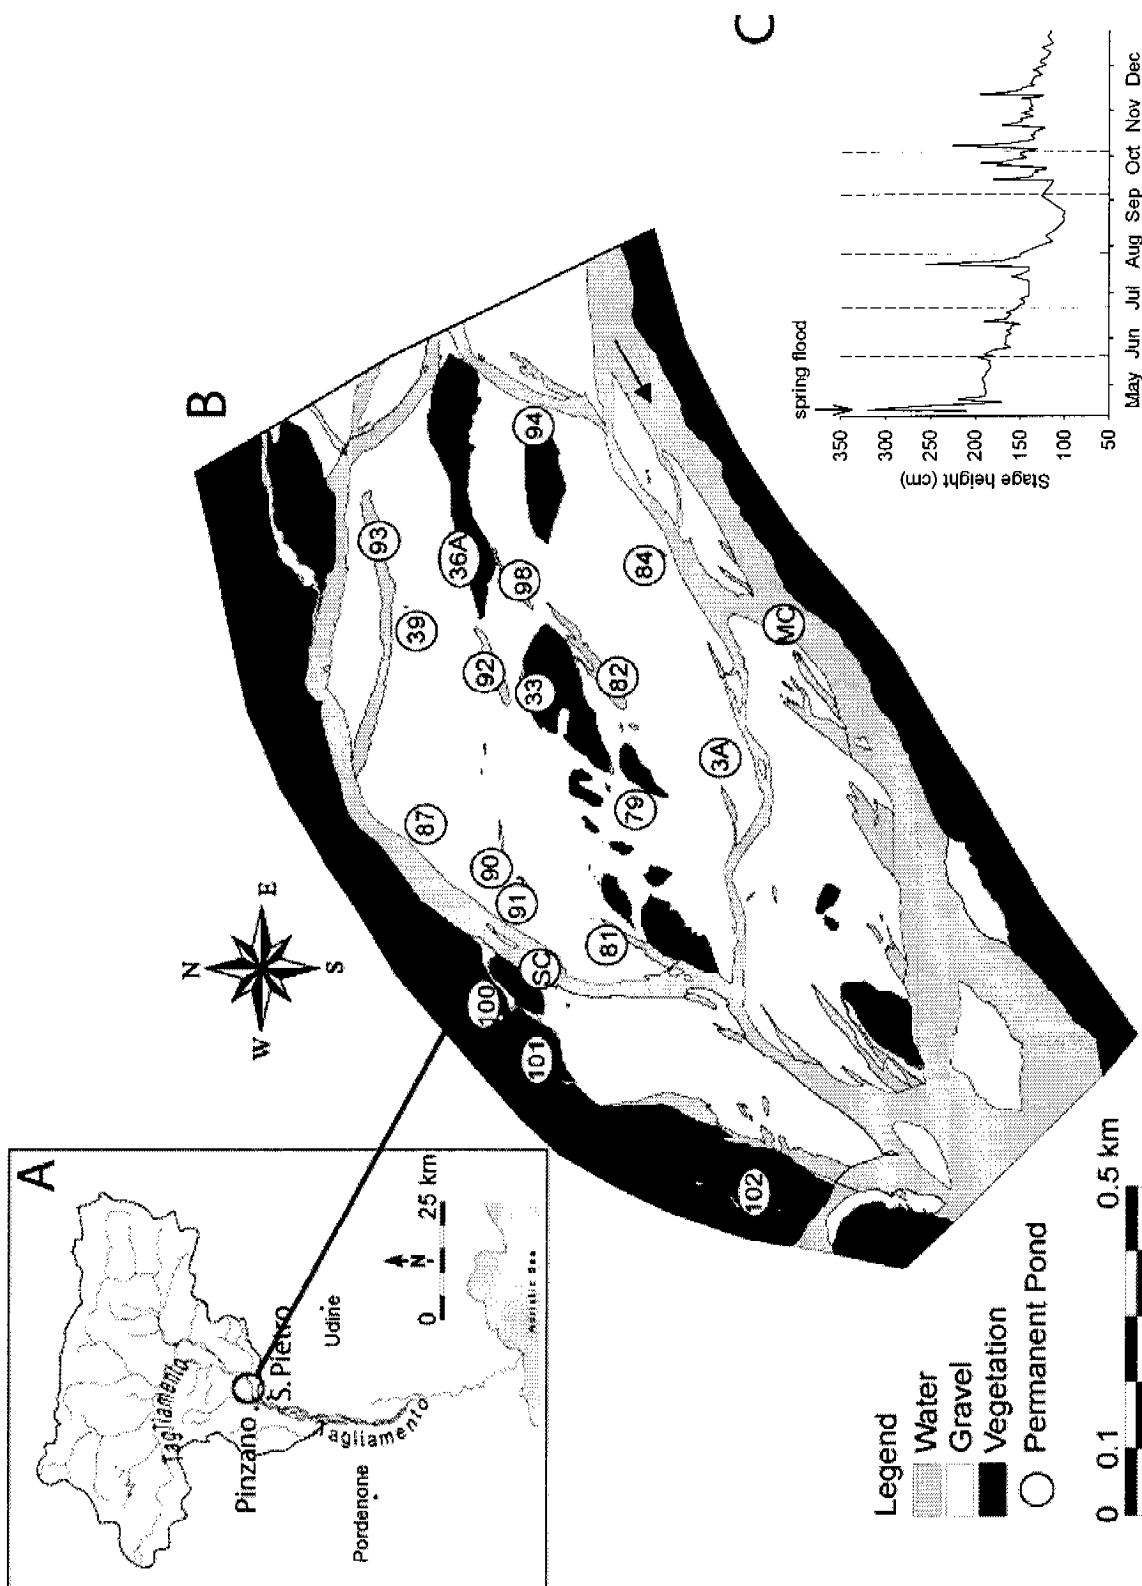 A
Tagliamento
Pinzano
S. Pietro
Udine
Pordenone
Tagliamento
N
0 25 km
Adriatic Sea
N
W E
S
B
93
39
36A
94
98
92
33
82
84
87
90
91
79
3A
MC
81
SC
100
101
102
Legend
Water
Gravel
Vegetation
Permanent Pond
0 0.1 0.5 km
C
spring flood
Stage height (cm)
350
300
250
200
150
100
50
May Jun Jul Aug Sep Oct Nov Dec